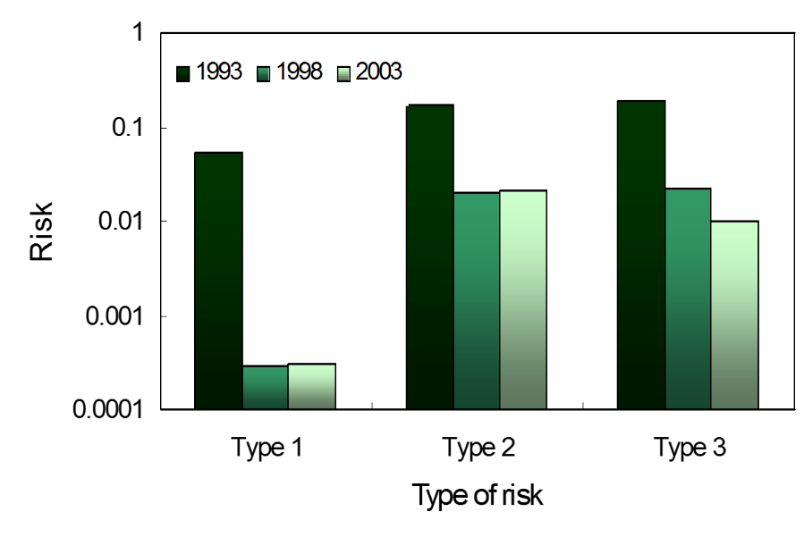 1
1993 1998 2003
0.1
0.01
0.001
0.0001
Risk
Type 1 Type 2 Type 3
Type of risk